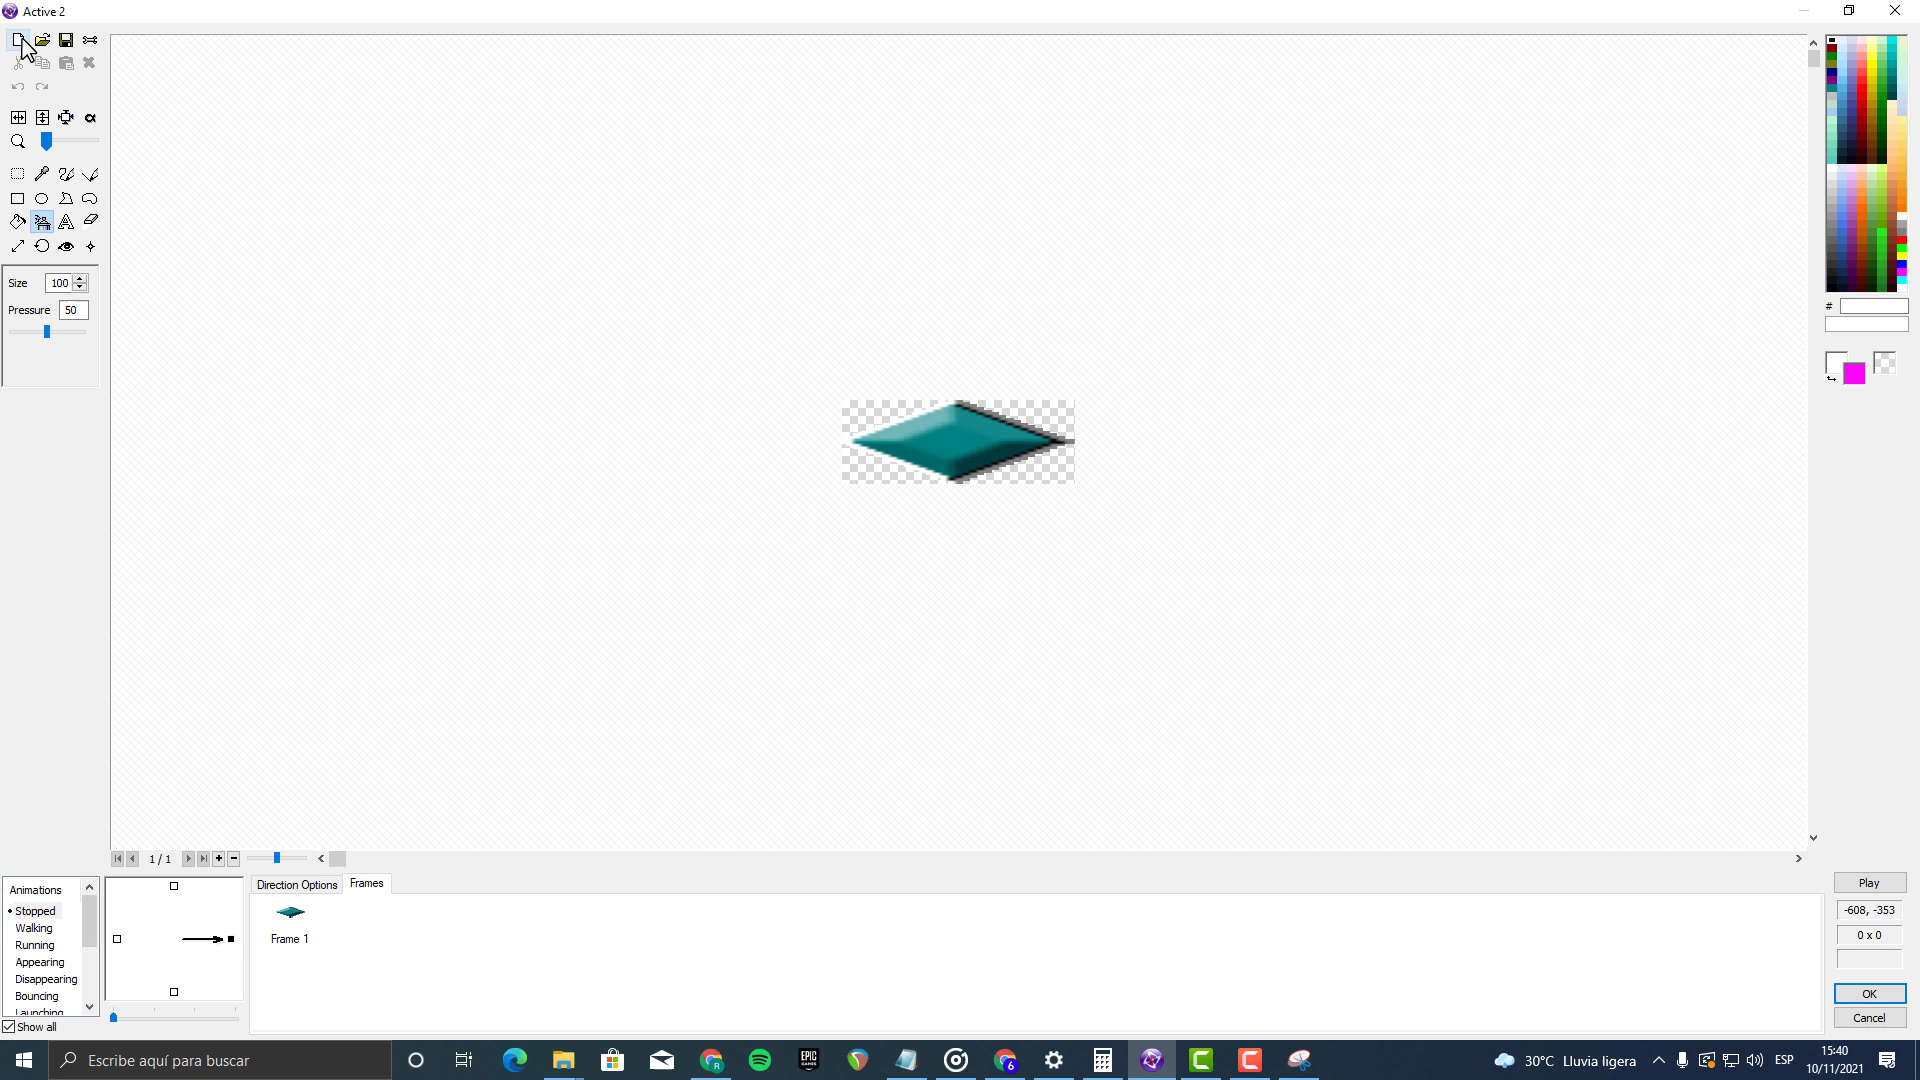 Active 2
Size 100
Pressure 50
#
1 / 1
Animations
Stopped
Walking
Running
Appearing
Disappearing
Bouncing
Launching
Show all
Direction Options Frames
Frame 1
Play
-608, -353
0 x 0
OK
Cancel
Escribe aquí para buscar
30°C Lluvia ligera
ESP
15:40
10/11/2021